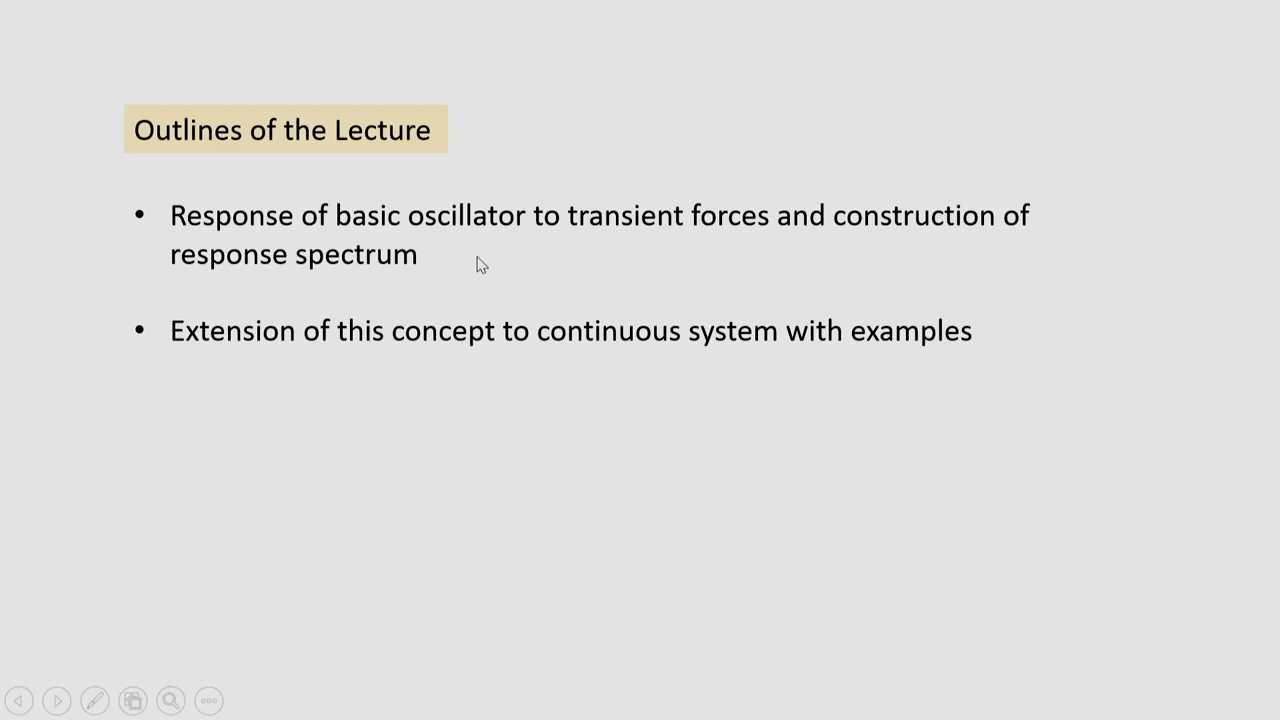 Outlines of the Lecture
• Response of basic oscillator to transient forces and construction of
response spectrum
• Extension of this concept to continuous system with examples